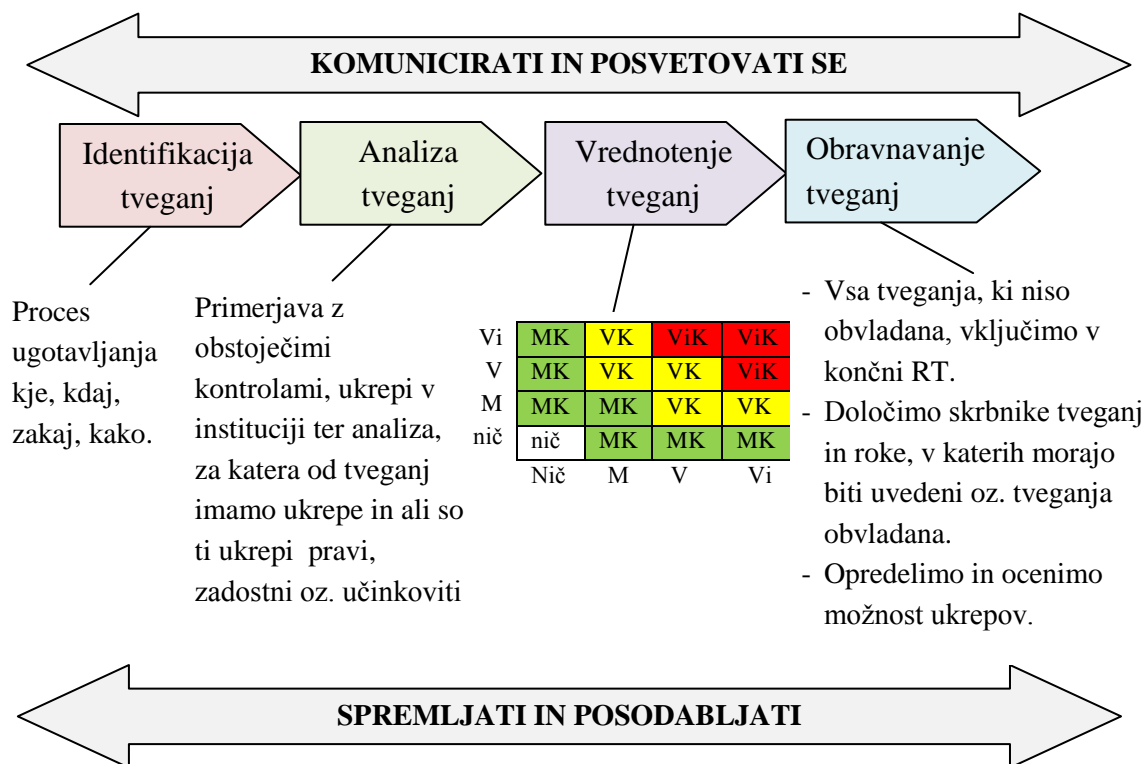 KOMUNICIRATI IN POSVETOVATI SE
Identifikacija
tveganj
Analiza
tveganj
Vrednotenje
tveganj
Obravnavanje
tveganj
Proces
ugotavljanja
kje, kdaj,
zakaj, kako.
Primerjava z
obstoječimi
kontrolami, ukrepi v
instituciji ter analiza,
za katera od tveganj
imamo ukrepe in ali so
ti ukrepi pravi,
zadostni oz. učinkoviti
Vi MK VK ViK ViK
V MK VK VK ViK
M MK MK VK VK
nič nič MK MK MK
Nič M V Vi
- Vsa tveganja, ki niso
obvladana, vključimo v
končni RT.
- Določimo skrbnike tveganj
in roke, v katerih morajo
biti uvedeni oz. tveganja
obvladana.
- Opredelimo in ocenimo
možnost ukrepov.
SPREMLJATI IN POSODABLJATI